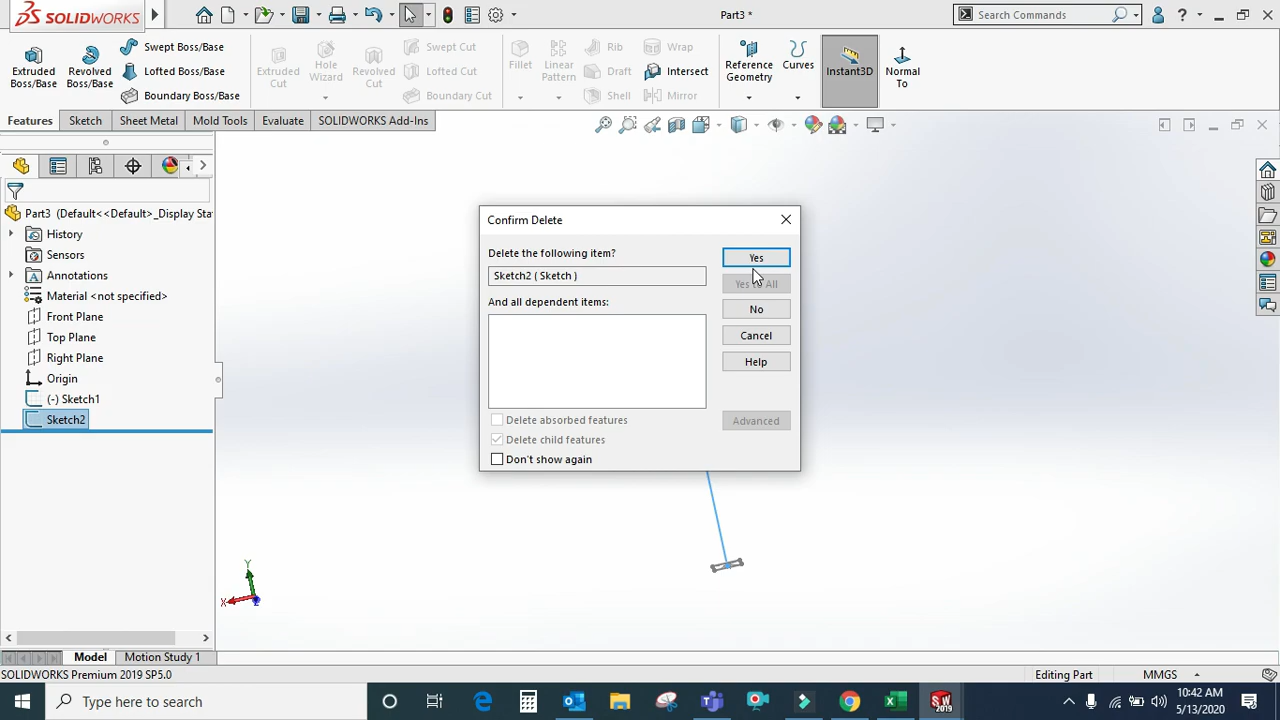 SOLIDWORKS
Part3 *
Search Commands
Extruded Boss/Base
Revolved Boss/Base
Swept Boss/Base
Lofted Boss/Base
Boundary Boss/Base
Extruded Cut
Hole Wizard
Revolved Cut
Swept Cut
Lofted Cut
Boundary Cut
Fillet
Linear Pattern
Rib
Draft
Shell
Wrap
Intersect
Mirror
Reference Geometry
Curves
Instant3D
Normal To
Features
Sketch
Sheet Metal
Mold Tools
Evaluate
SOLIDWORKS Add-Ins
Part3 (Default<<Default>_Display Sta
History
Sensors
Annotations
Material <not specified>
Front Plane
Top Plane
Right Plane
Origin
(-) Sketch1
Sketch2
Confirm Delete
Delete the following item?
Sketch2 ( Sketch )
And all dependent items:
Delete absorbed features
Delete child features
Don't show again
Yes
Yes to All
No
Cancel
Help
Advanced
Y
X
Z
Model
Motion Study 1
SOLIDWORKS Premium 2019 SP5.0
Editing Part
MMGS
Type here to search
SW
2019
10:42 AM
5/13/2020